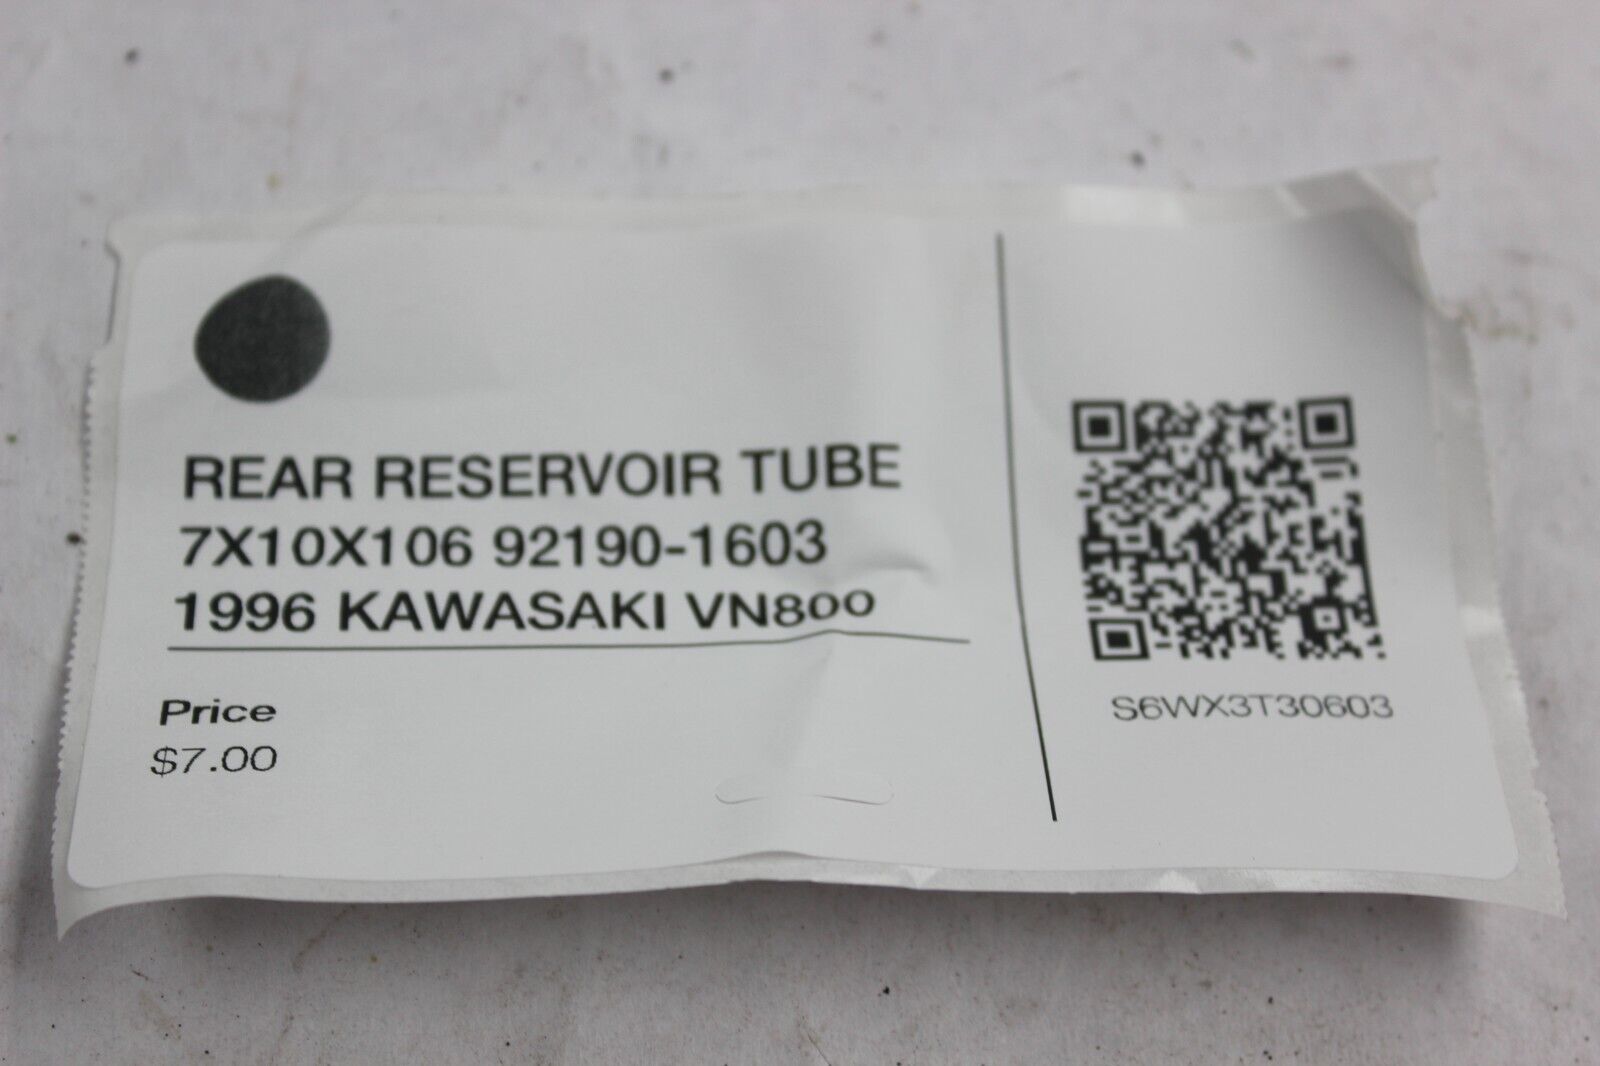 REAR RESERVOIR TUBE
7X10X106 92190-1603
1996 KAWASAKI VN800
Price
$7.00
S6WX3T30603